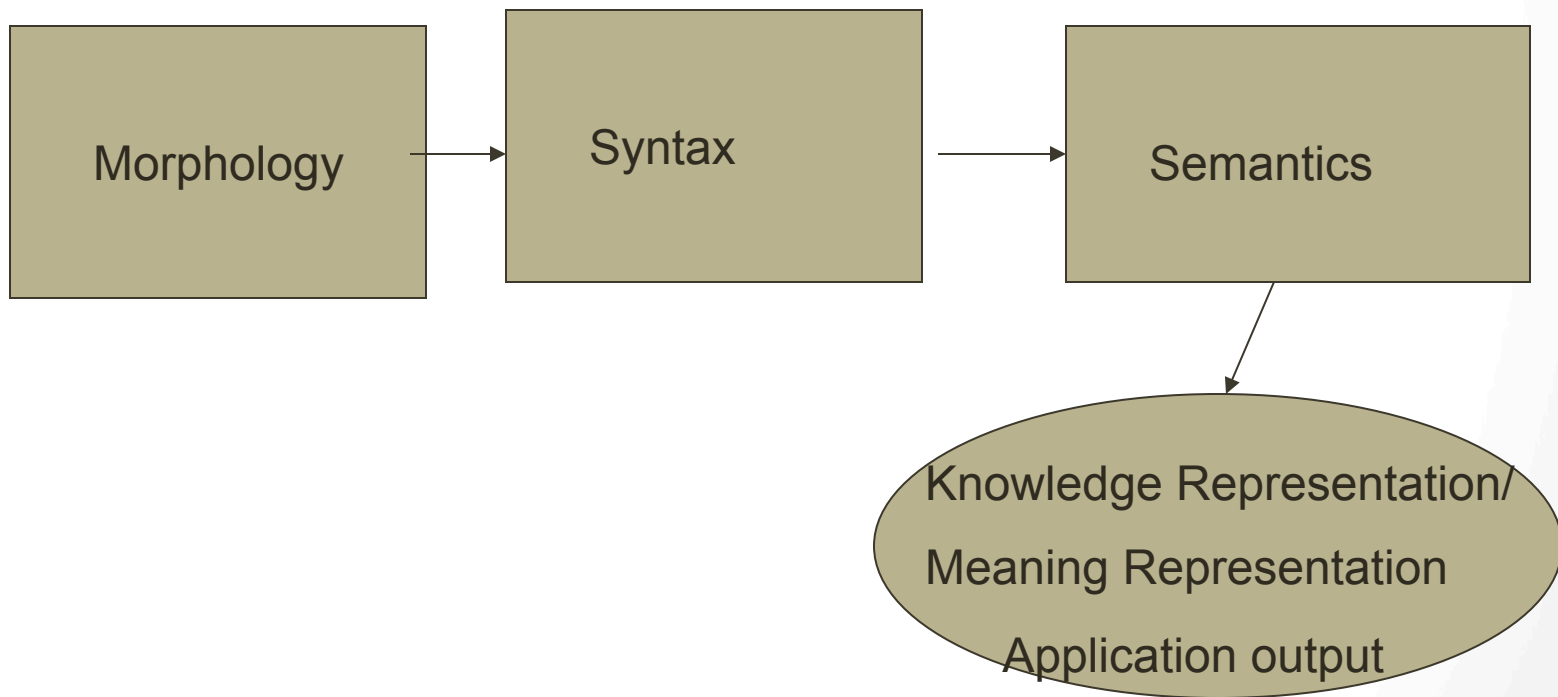 Morphology
Syntax
Semantics
Knowledge Representation/
Meaning Representation
Application output